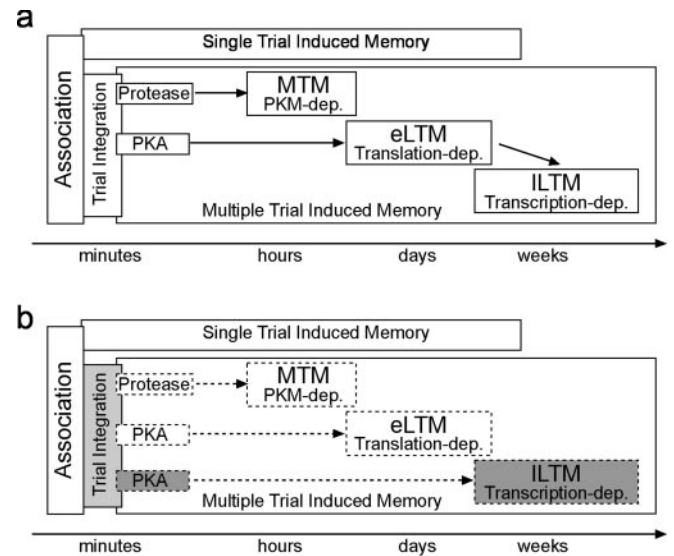 a
Single Trial Induced Memory
Association
Trial Integration
Protease
MTM
PKM-dep.
PKA
eLTM
Translation-dep.
lLTM
Transcription-dep.
Multiple Trial Induced Memory
minutes hours days weeks
b
Single Trial Induced Memory
Association
Trial Integration
Protease
MTM
PKM-dep.
PKA
eLTM
Translation-dep.
PKA
lLTM
Transcription-dep.
Multiple Trial Induced Memory
minutes hours days weeks